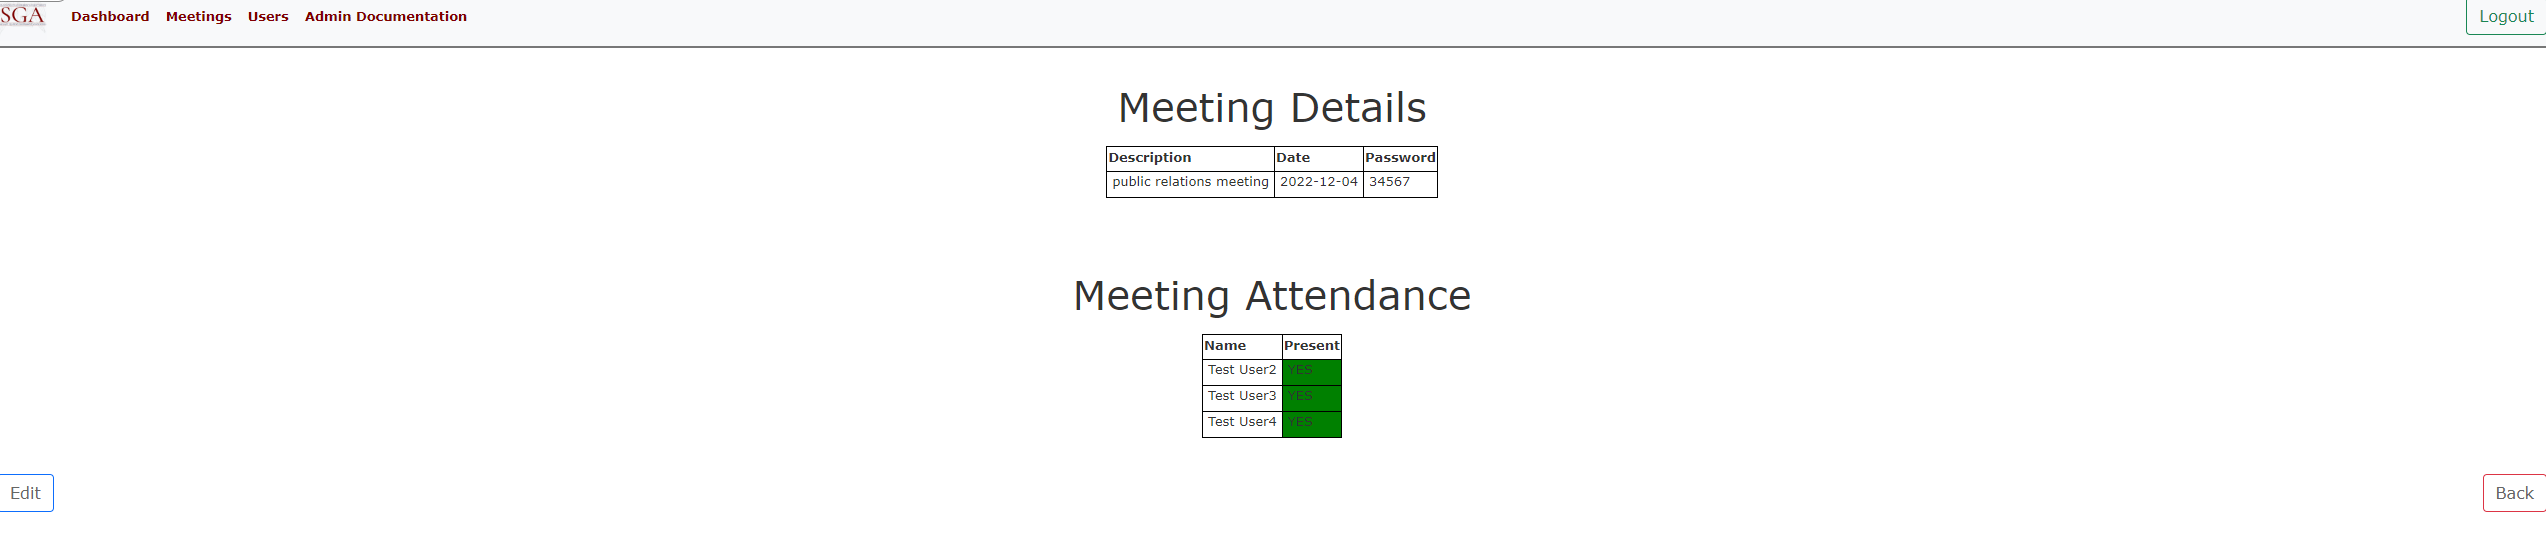 SGA Dashboard Meetings Users Admin Documentation Logout
Meeting Details
Description Date Password
public relations meeting 2022-12-04 34567
Meeting Attendance
Name Present
Test User2 YES
Test User3 YES
Test User4 YES
Edit Back